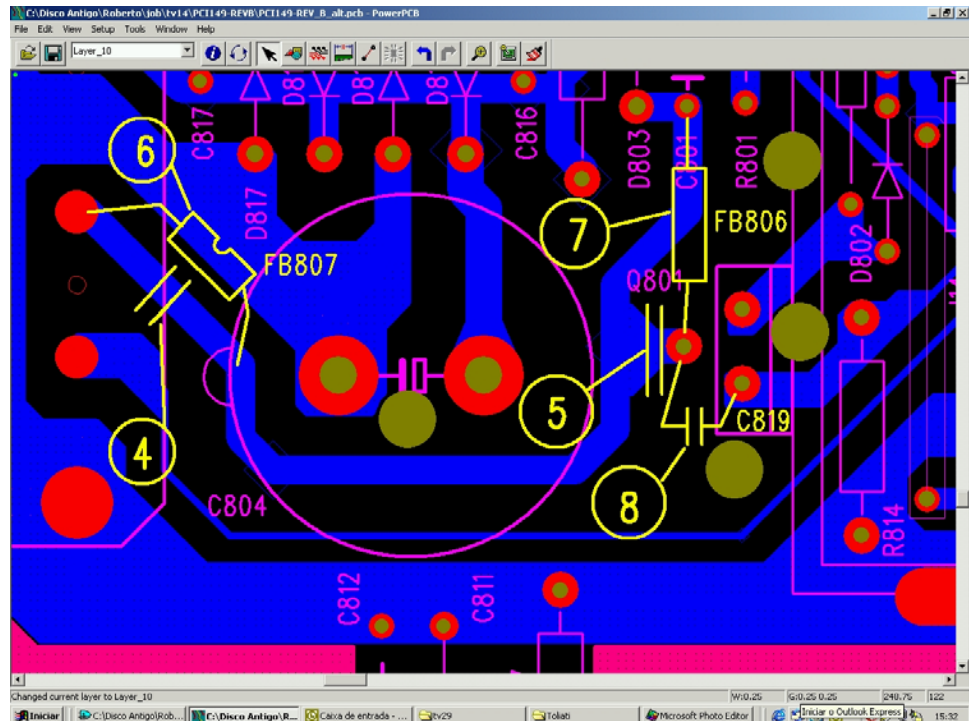 C:\Disco Antigo\Roberto\job\tv14\PCI149-REVB\PCI149-REV_B_alt.pcb - PowerPCB
File Edit View Setup Tools Window Help
Layer_10
C817
D817
C816
D803
C801
R801
6
7
FB806
FB807
Q801
D802
5
C819
4
8
C804
R814
C812
C811
Changed current layer to Layer_10
W:0.25 G:0.25 0.25 248.75 122
Iniciar o Outlook Express
Iniciar C:\Disco Antigo\Rob... C:\Disco Antigo\R... Caixa de entrada - ... tv29 Tolati Microsoft Photo Editor 15:32